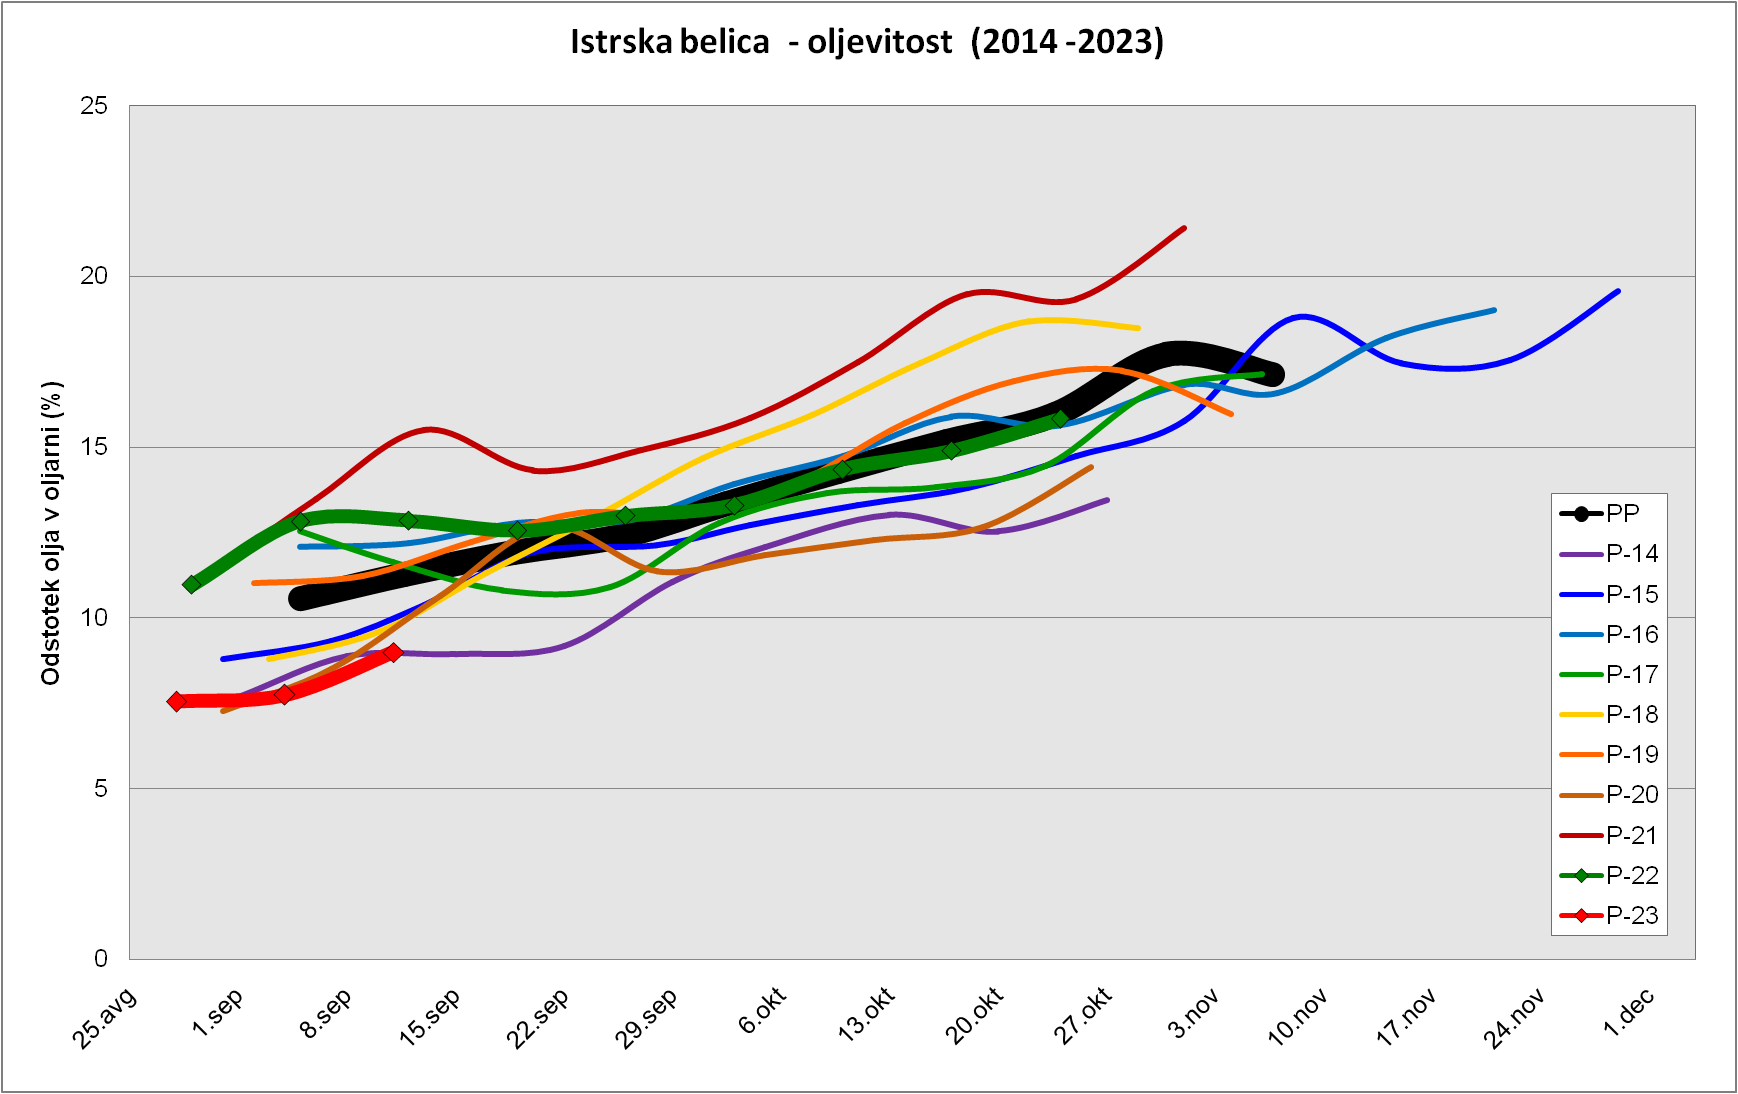 Istrska belica - oljevitost (2014 -2023)
Odstotek olja v oljarni (%)
25
20
15
10
5
0
25.avg
1.sep
8.sep
15.sep
22.sep
29.sep
6.okt
13.okt
20.okt
27.okt
3.nov
10.nov
17.nov
24.nov
1.dec
PP
P-14
P-15
P-16
P-17
P-18
P-19
P-20
P-21
P-22
P-23